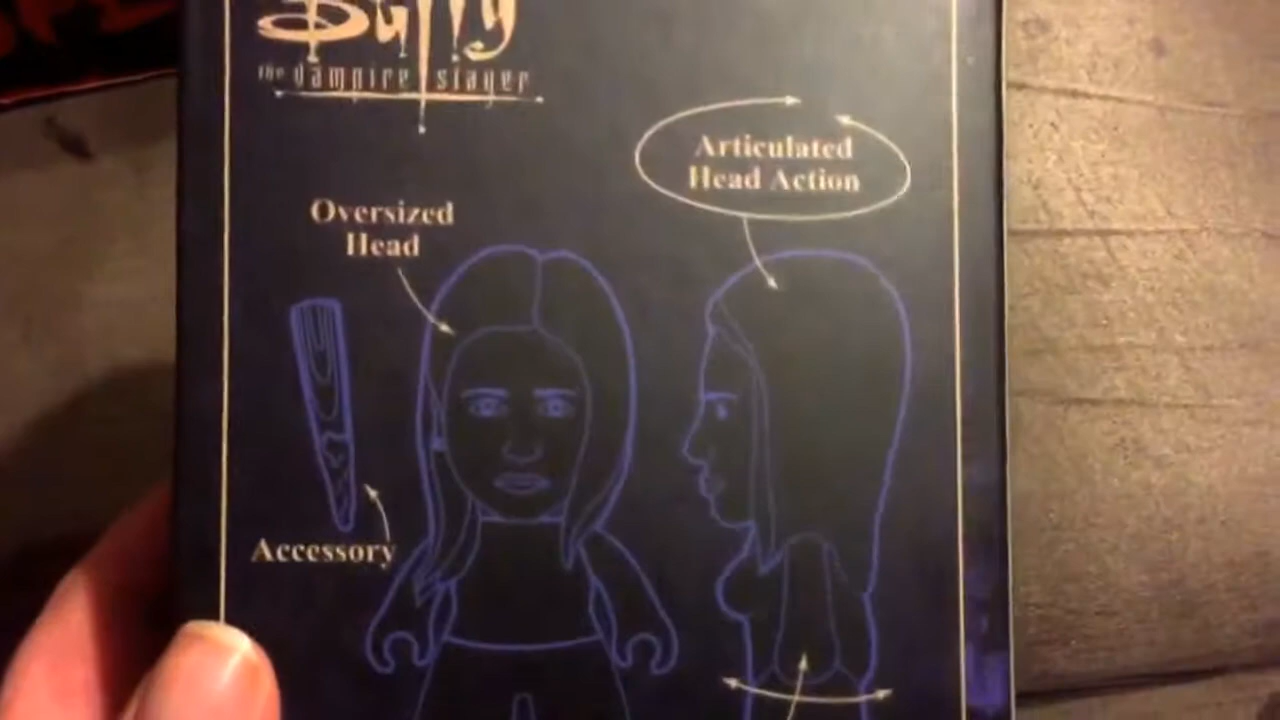 Buffy
the vampire slayer
Articulated
Head Action
Oversized
Head
Accessory